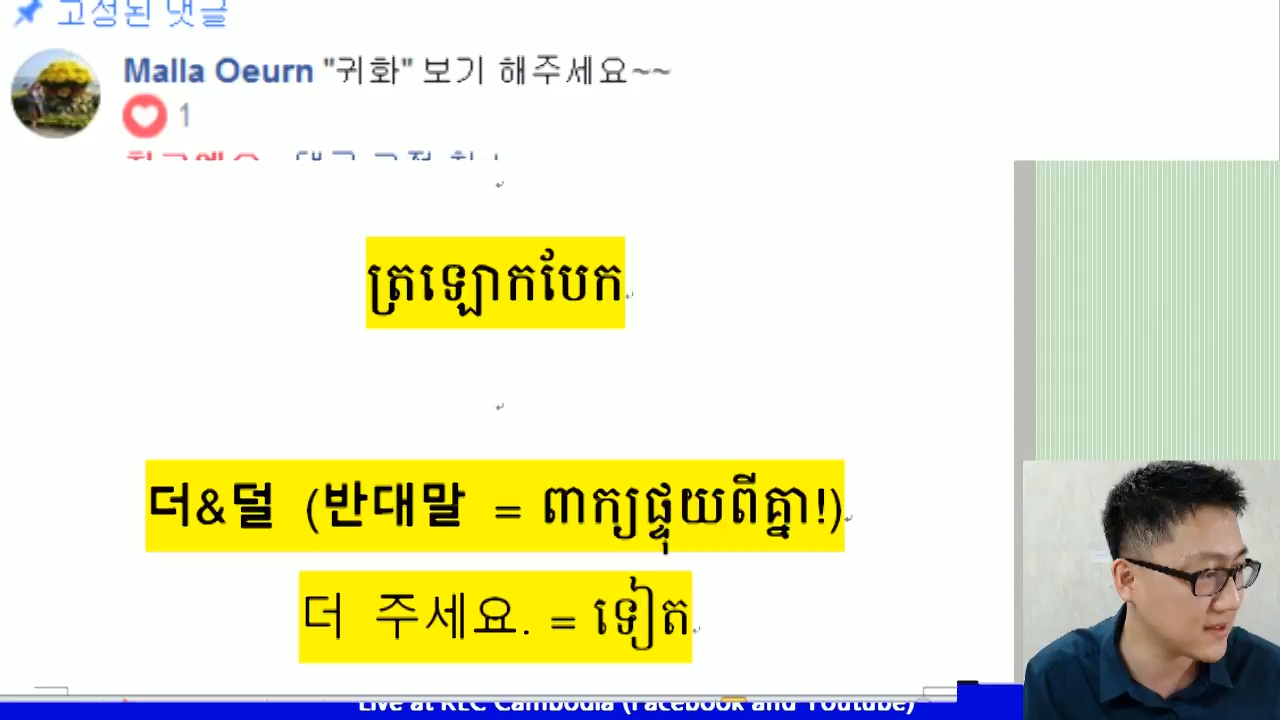 고정된 댓글
Malla Oeurn "귀화" 보기 해주세요~~
1
ត្រឡោកបែក
더&덜 (반대말 = ពាក្យផ្ទុយពីគ្នា!)
더 주세요. = ទៀត
Live at KLC Cambodia (Facebook and Youtube)